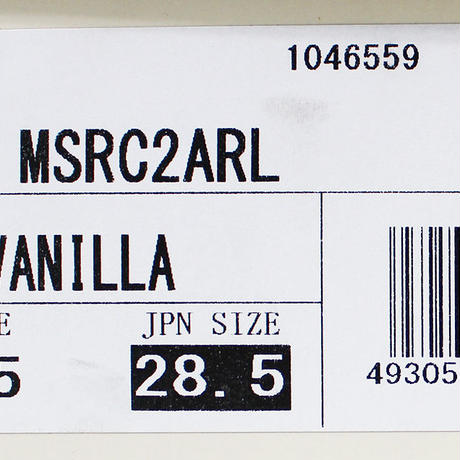 1046559
MSRC2ARL
VANILLA
JPN SIZE
5 28.5
49305